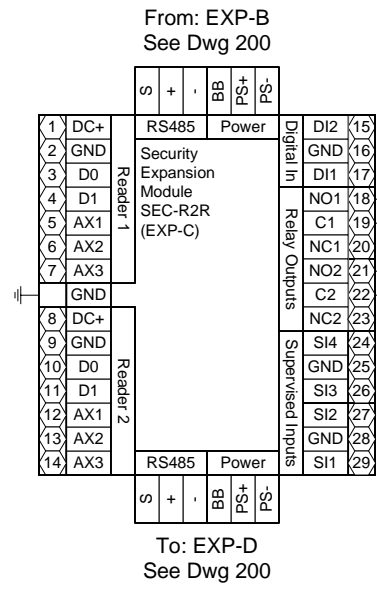 From: EXP-B
See Dwg 200
S + - BB PS+ PS-
RS485 Power
1 DC+
2 GND
3 D0
4 D1
5 AX1
6 AX2
7 AX3
GND
8 DC+
9 GND
10 D0
11 D1
12 AX1
13 AX2
14 AX3
Reader 1
Reader 2
Security
Expansion
Module
SEC-R2R
(EXP-C)
Digital In
Relay Outputs
Supervised Inputs
DI2 15
GND 16
DI1 17
NO1 18
C1 19
NC1 20
NO2 21
C2 22
NC2 23
SI4 24
GND 25
SI3 26
SI2 27
GND 28
SI1 29
RS485 Power
S + - BB PS+ PS-
To: EXP-D
See Dwg 200